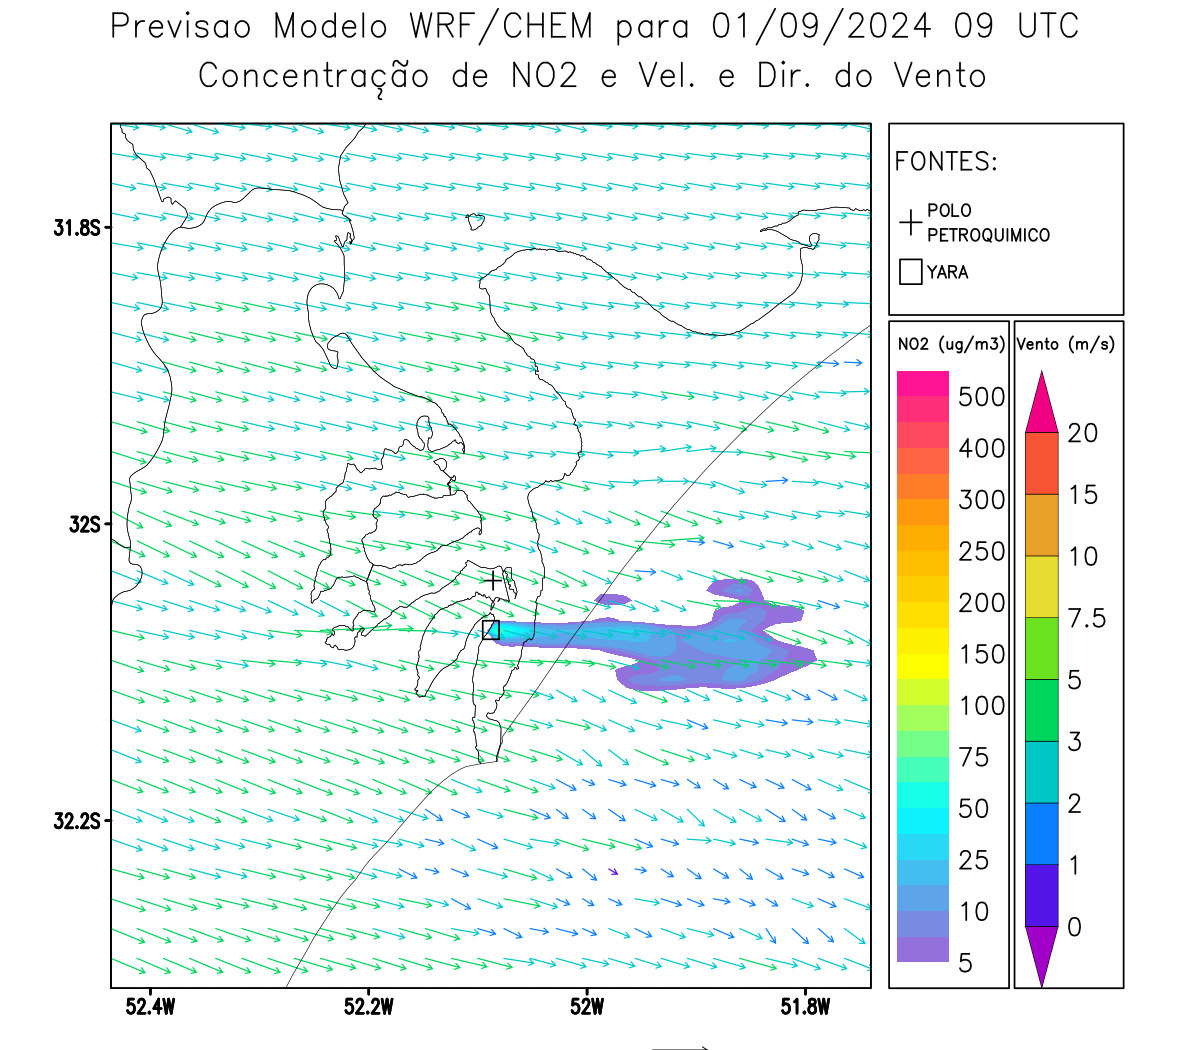 Previsao Modelo WRF/CHEM para 01/09/2024 09 UTC
Concentração de NO2 e Vel. e Dir. do Vento
FONTES:
POLO
PETROQUIMICO
YARA
31.8S
32S
32.2S
52.4W
52.2W
52W
51.8W
NO2 (ug/m3)
500
400
300
250
200
150
100
75
50
25
10
5
Vento (m/s)
20
15
10
7.5
5
3
2
1
0